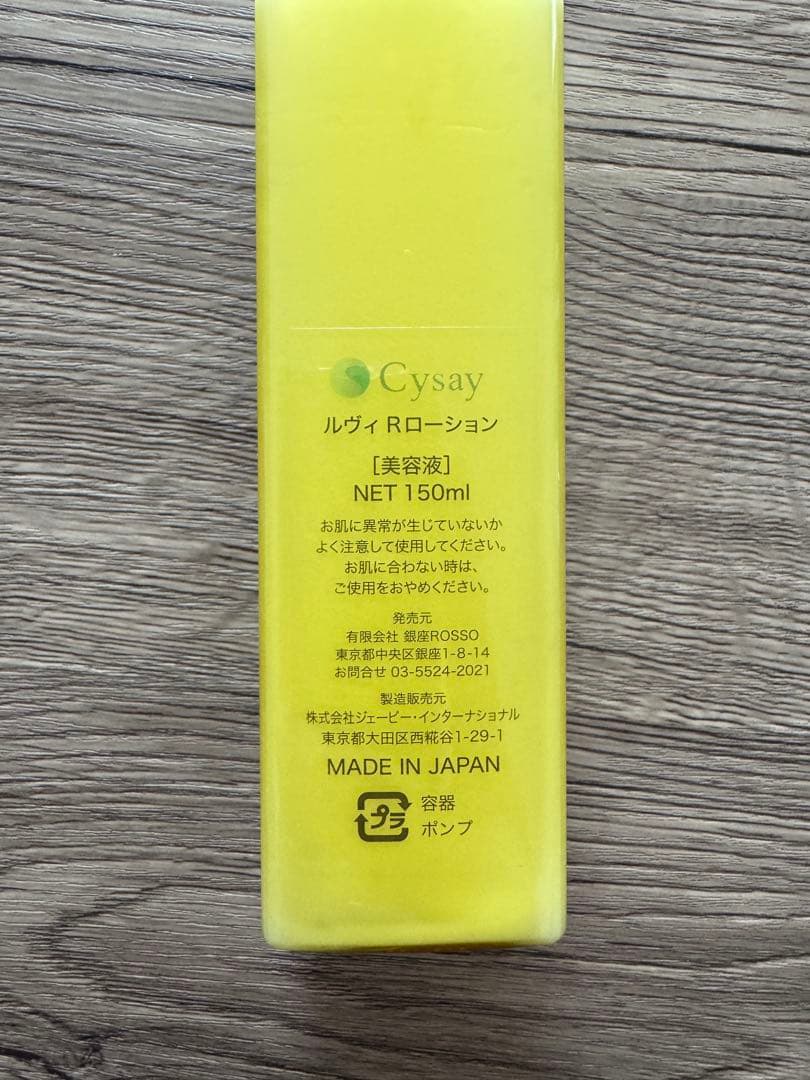 Cysay
ルヴィ Rローション
［美容液］
NET 150ml
お肌に異常が生じていないか
よく注意して使用してください。
お肌に合わない時は、
ご使用をおやめください。
発売元
有限会社 銀座ROSSO
東京都中央区銀座1-8-14
お問合せ 03-5524-2021
製造販売元
株式会社ジェーピー・インターナショナル
東京都大田区西糀谷1-29-1
MADE IN JAPAN
プラ 容器
ポンプ